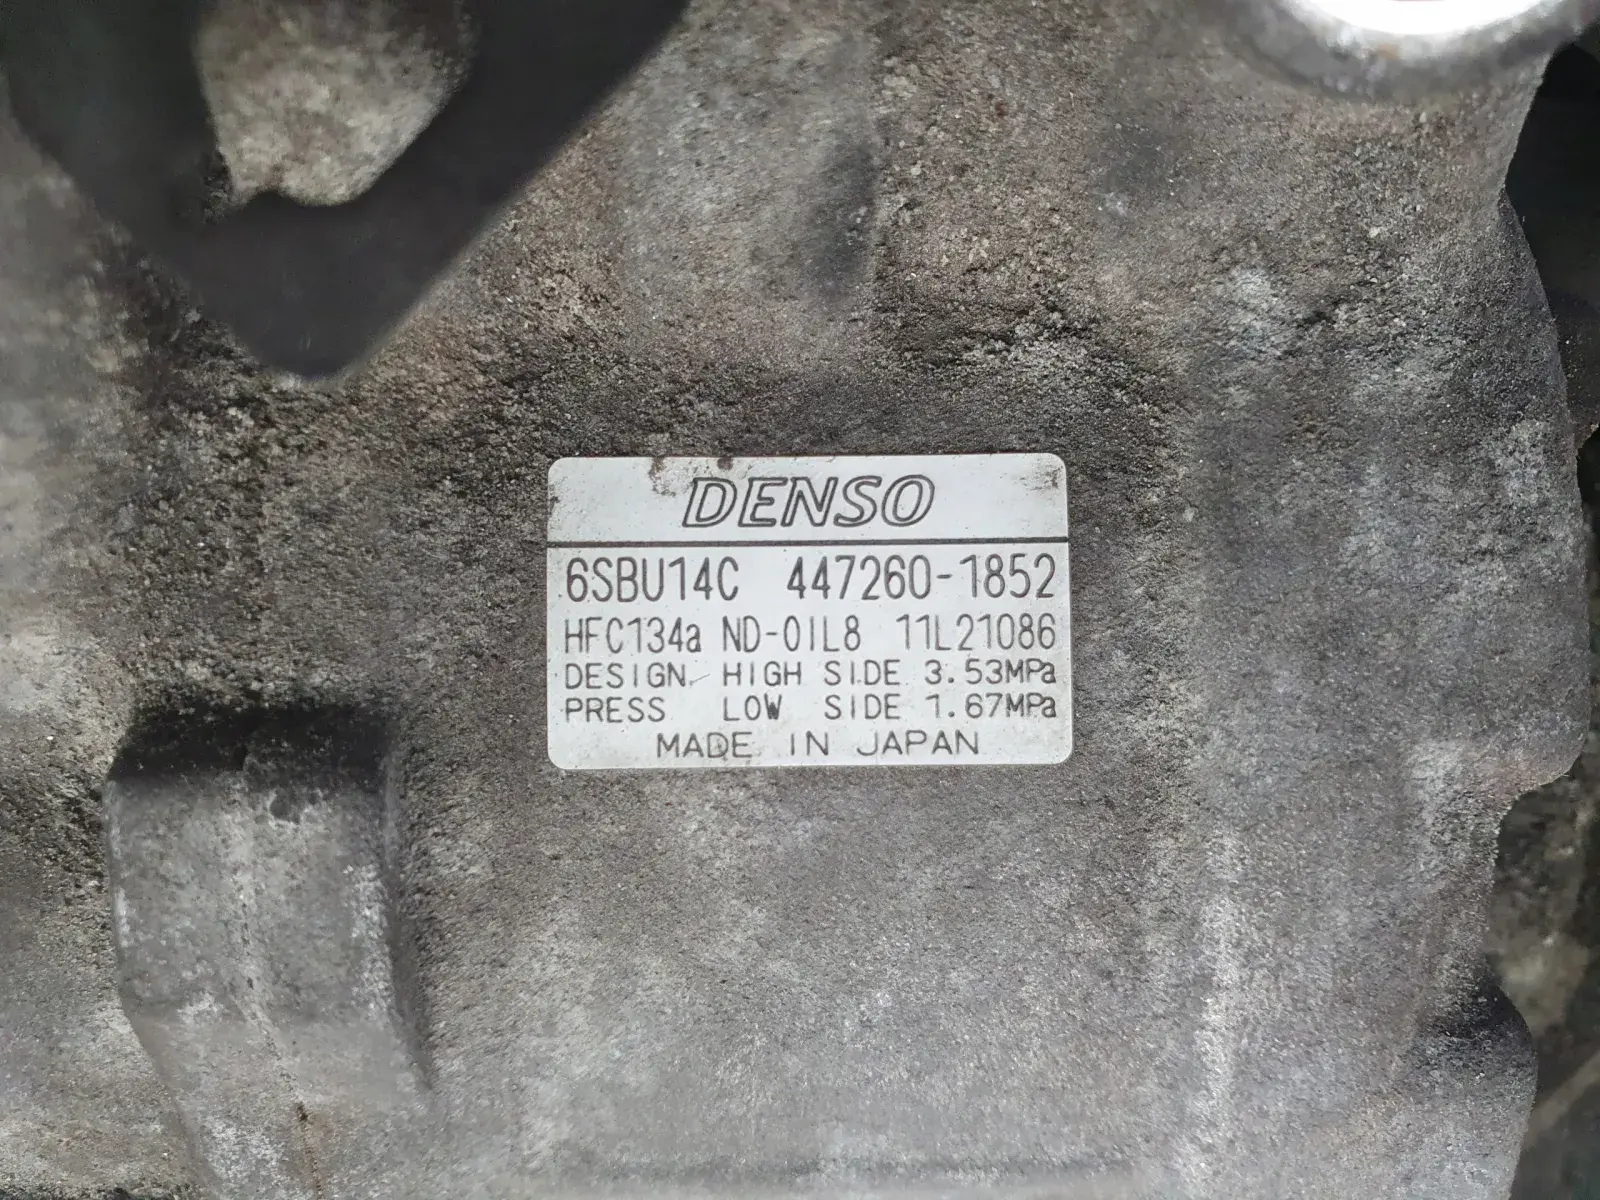 DENSO
6SBU14C 447260-1852
HFC134a ND-OIL8 11L21086
DESIGN HIGH SIDE 3.53MPa
PRESS LOW SIDE 1.67MPa
MADE IN JAPAN